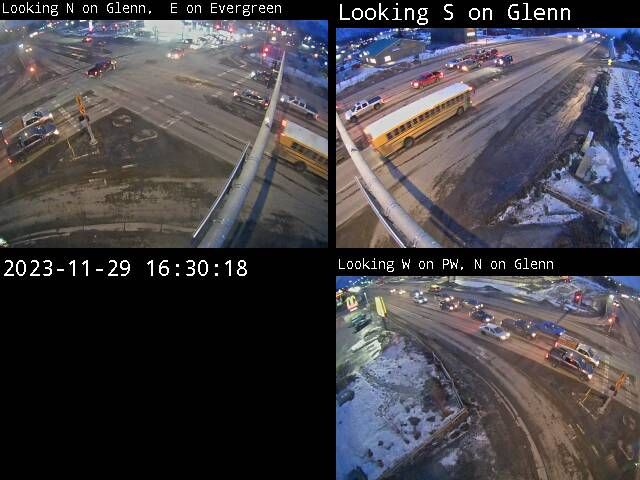 Looking N on Glenn, E on Evergreen
Looking S on Glenn
2023-11-29 16:30:18
Looking W on PW, N on Glenn